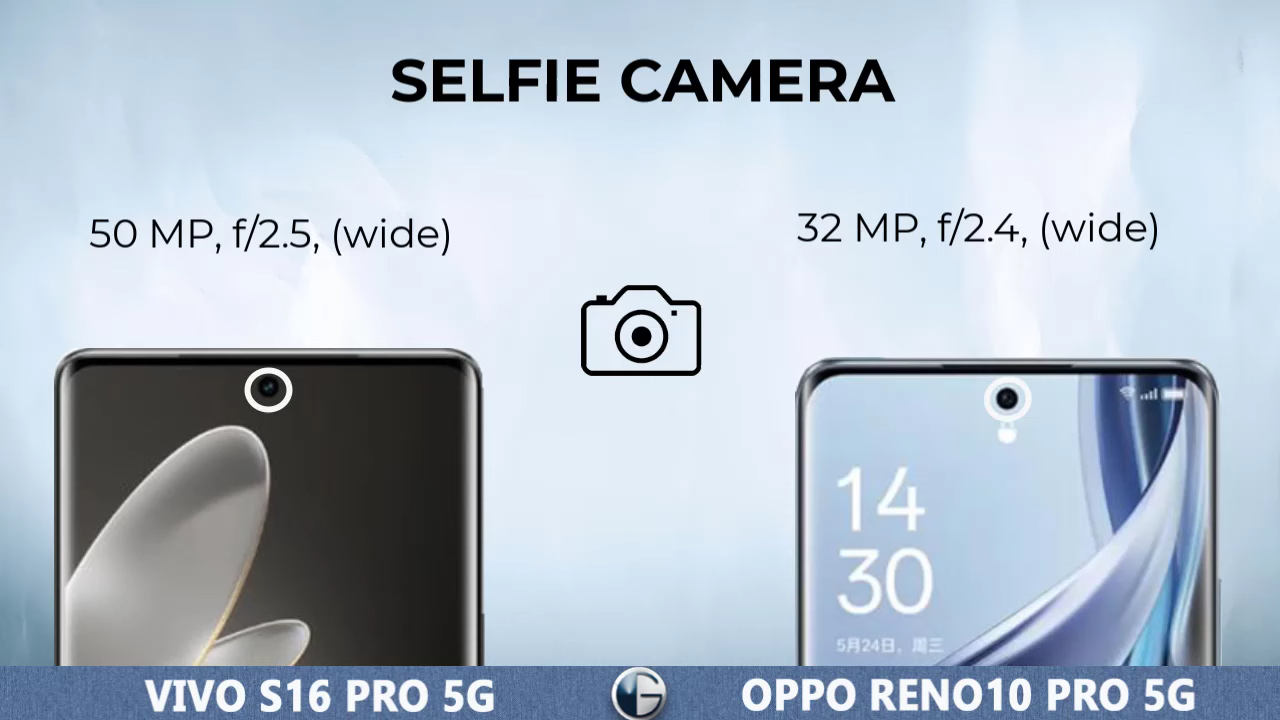 SELFIE CAMERA
50 MP, f/2.5, (wide)
32 MP, f/2.4, (wide)
14
30
5月24日，周三
VIVO S16 PRO 5G
G
OPPO RENO10 PRO 5G